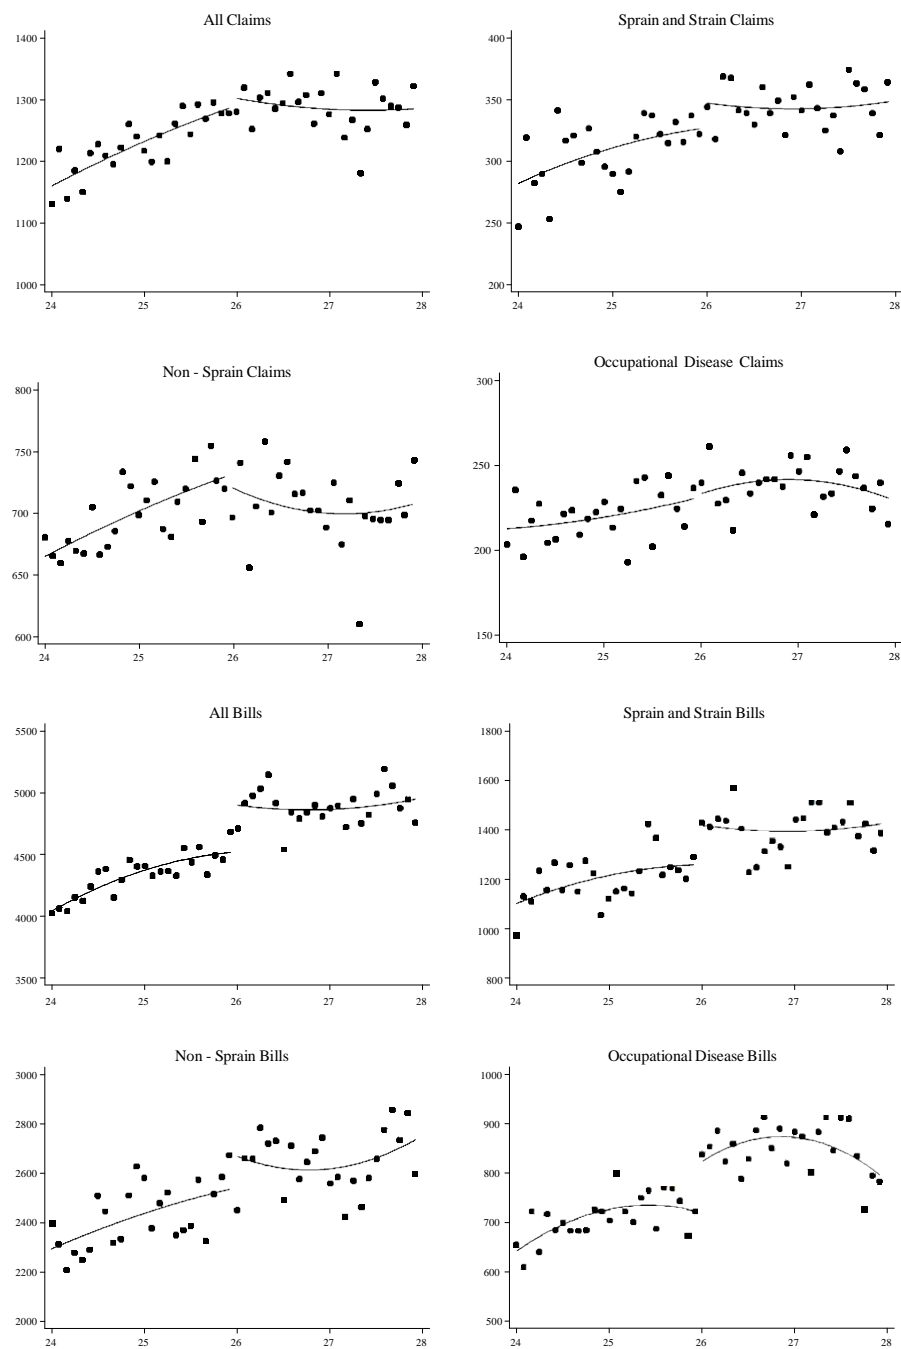 All Claims
1400
1300
1200
1100
1000
24 25 26 27 28
Sprain and Strain Claims
400
350
300
250
200
24 25 26 27 28
Non - Sprain Claims
800
750
700
650
600
24 25 26 27 28
Occupational Disease Claims
300
250
200
150
24 25 26 27 28
All Bills
5500
5000
4500
4000
3500
24 25 26 27 28
Sprain and Strain Bills
1800
1600
1400
1200
1000
800
24 25 26 27 28
Non - Sprain Bills
3000
2800
2600
2400
2200
2000
24 25 26 27 28
Occupational Disease Bills
1000
900
800
700
600
500
24 25 26 27 28